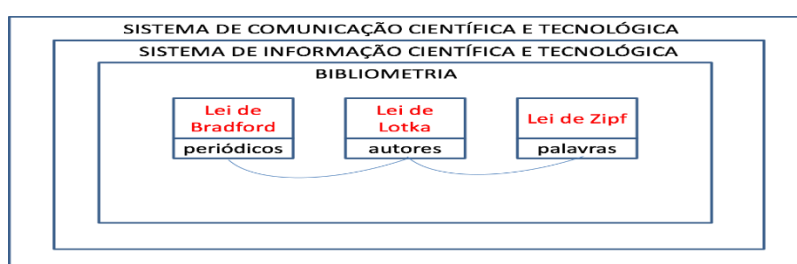 SISTEMA DE COMUNICAÇÃO CIENTÍFICA E TECNOLÓGICA
SISTEMA DE INFORMAÇÃO CIENTÍFICA E TECNOLÓGICA
BIBLIOMETRIA
Lei de
Bradford
periódicos
Lei de
Lotka
autores
Lei de Zipf
palavras